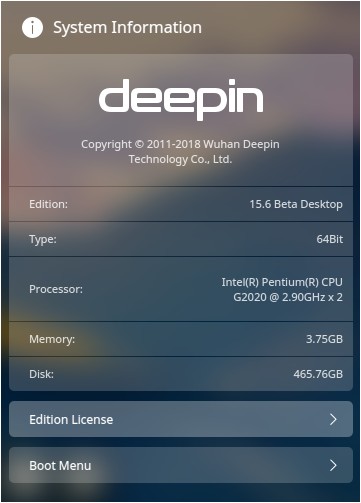 System Information
deepin
Copyright © 2011-2018 Wuhan Deepin
Technology Co., Ltd.
Edition: 15.6 Beta Desktop
Type: 64Bit
Processor: Intel(R) Pentium(R) CPU
G2020 @ 2.90GHz x 2
Memory: 3.75GB
Disk: 465.76GB
Edition License
Boot Menu